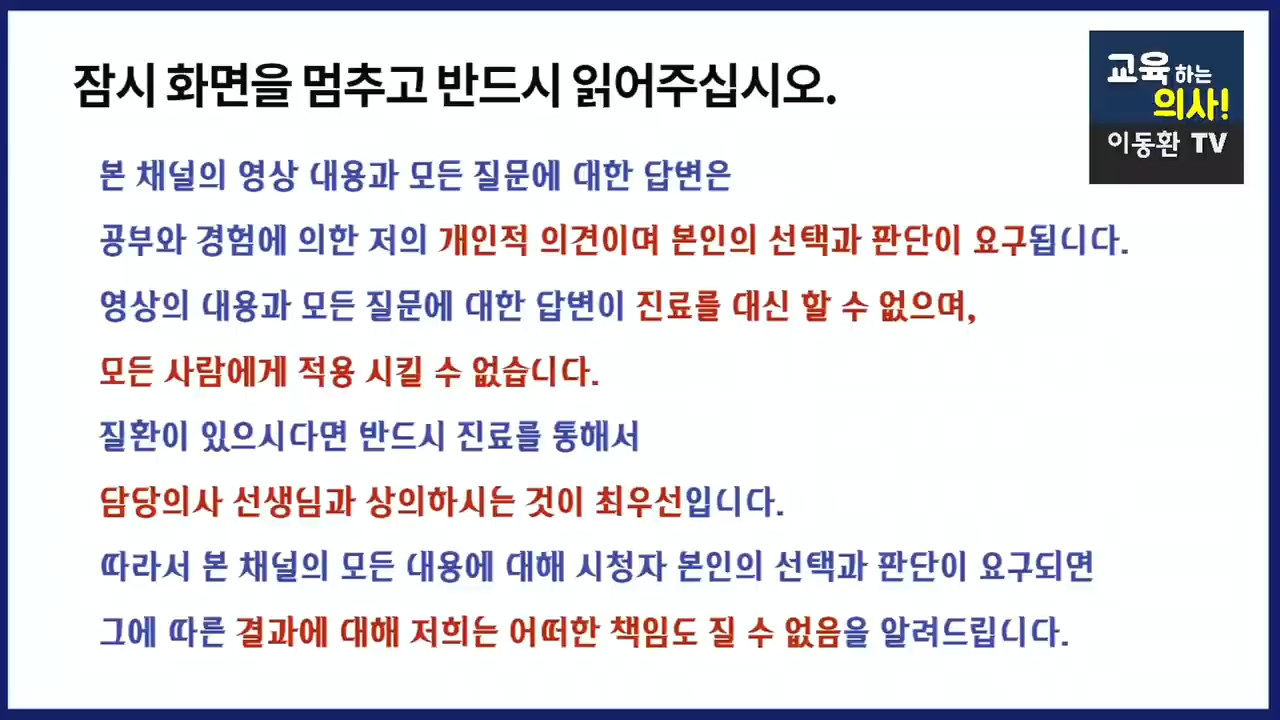 잠시 화면을 멈추고 반드시 읽어주십시오.
교육하는
의사!
이동환 TV
본 채널의 영상 내용과 모든 질문에 대한 답변은
공부와 경험에 의한 저의 개인적 의견이며 본인의 선택과 판단이 요구됩니다.
영상의 내용과 모든 질문에 대한 답변이 진료를 대신 할 수 없으며,
모든 사람에게 적용 시킬 수 없습니다.
질환이 있으시다면 반드시 진료를 통해서
담당의사 선생님과 상의하시는 것이 최우선입니다.
따라서 본 채널의 모든 내용에 대해 시청자 본인의 선택과 판단이 요구되면
그에 따른 결과에 대해 저희는 어떠한 책임도 질 수 없음을 알려드립니다.